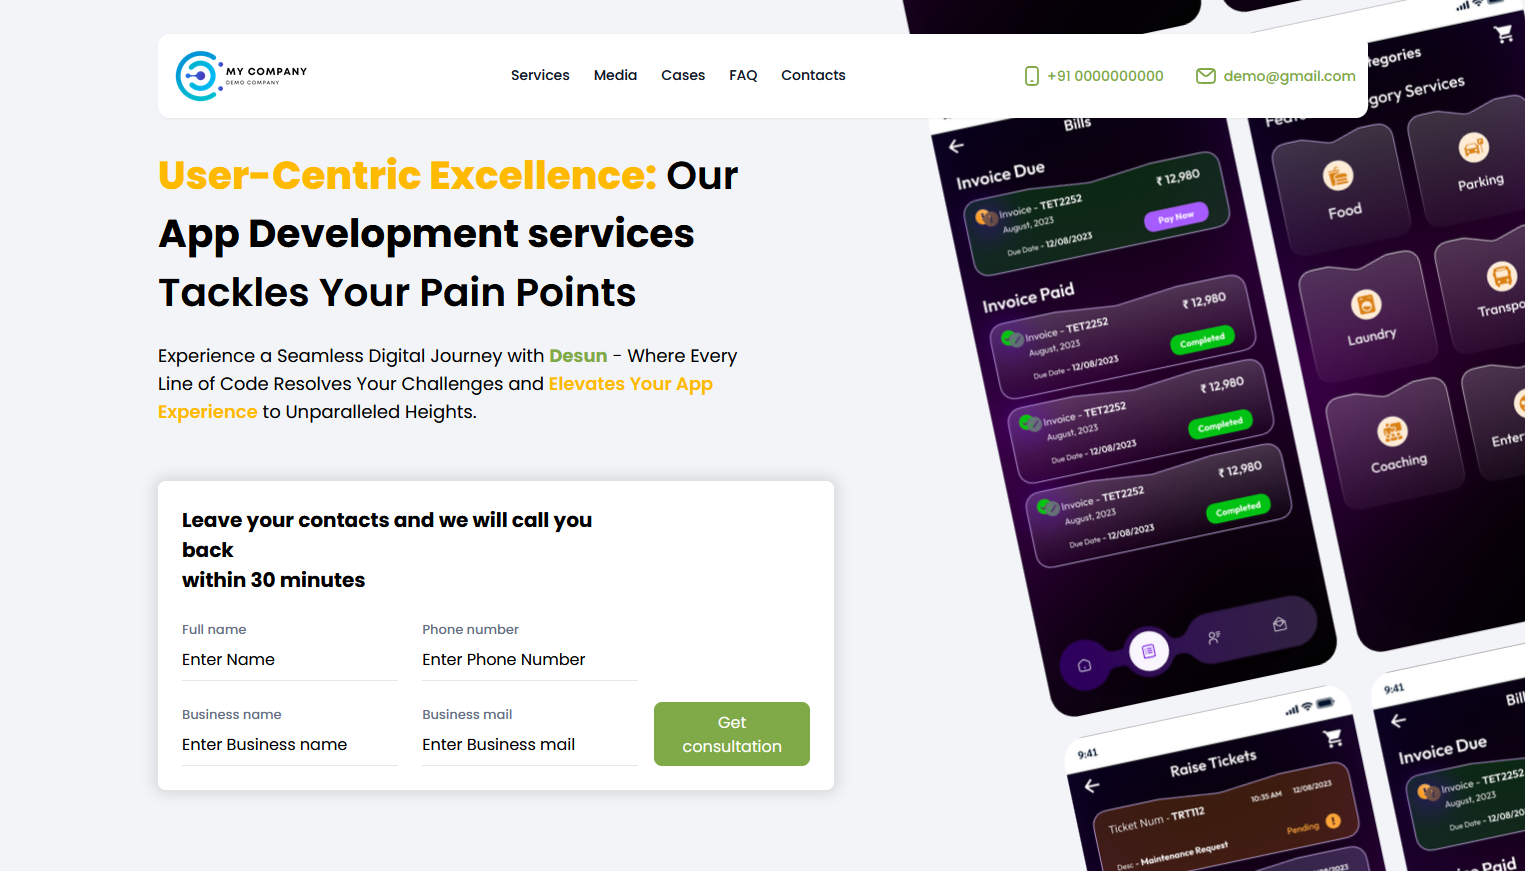 MY COMPANY
DEMO COMPANY
Services
Media
Cases
FAQ
Contacts
+91 0000000000
demo@gmail.com
User-Centric Excellence: Our
App Development services
Tackles Your Pain Points
Experience a Seamless Digital Journey with Desun - Where Every
Line of Code Resolves Your Challenges and Elevates Your App
Experience to Unparalleled Heights.
Leave your contacts and we will call you
back
within 30 minutes
Full name
Enter Name
Phone number
Enter Phone Number
Business name
Enter Business name
Business mail
Enter Business mail
Get
consultation
Bills
Invoice Due
Invoice - TET2252
₹ 12,980
August, 2023
Pay Now
Due Date - 12/08/2023
Invoice Paid
Invoice - TET2252
₹ 12,980
August, 2023
Completed
Due Date - 12/08/2023
Invoice - TET2252
₹ 12,980
August, 2023
Completed
Due Date - 12/08/2023
Invoice - TET2252
₹ 12,980
August, 2023
Completed
Due Date - 12/08/2023
Food
Parking
Laundry
Coaching
9:41
Raise Tickets
Ticket Num - TRT112
10:35 AM
12/08/2023
Pending
Desc - Maintenance Request
12/08/2023
9:41
Invoice Due
Invoice - TET2252
August, 2023
Due Date -
Paid